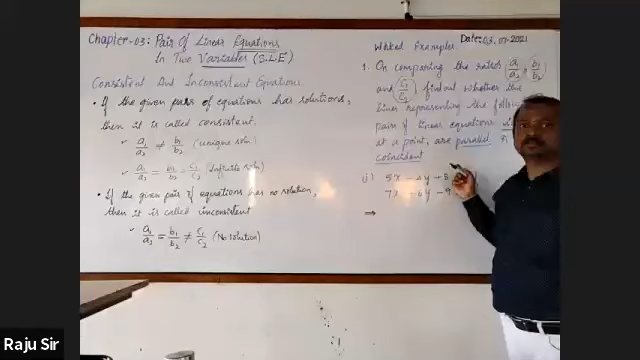 Chapter-03: Pair Of Linear Equations
In Two Variables (S.L.E)
Consistent And Inconsistent Equations
• If the given pairs of equations has solutions,
then it is called consistent.
a₁/a₂ ≠ b₁/b₂ (unique soln)
a₁/a₂ = b₁/b₂ = c₁/c₂ (Infinite soln)
• If the given pair of equations has no solution,
then it is called inconsistent
a₁/a₂ = b₁/b₂ ≠ c₁/c₂ (No solution)
Date: 2021
Worked Examples
1. On comparing the ratios a₁/a₂, b₁/b₂
and c₁/c₂, find out whether the
lines representing the
pair of linear equations
at a point, are parallel
coincident
5x - 4y + 8
7x + 6y - 9
⇒
Raju Sir